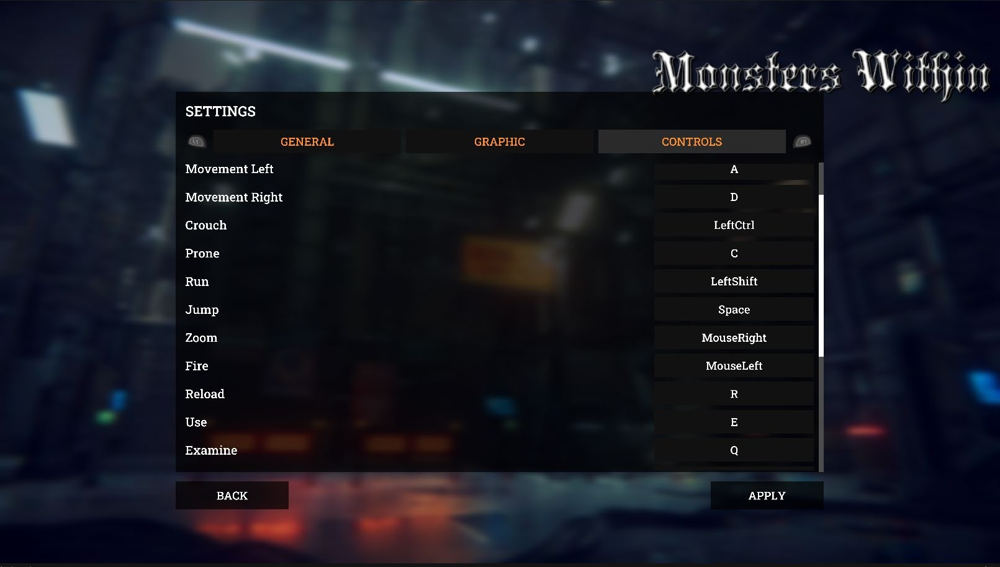 Monsters Within
SETTINGS
L1 GENERAL GRAPHIC CONTROLS R1
Movement Left A
Movement Right D
Crouch LeftCtrl
Prone C
Run LeftShift
Jump Space
Zoom MouseRight
Fire MouseLeft
Reload R
Use E
Examine Q
BACK APPLY